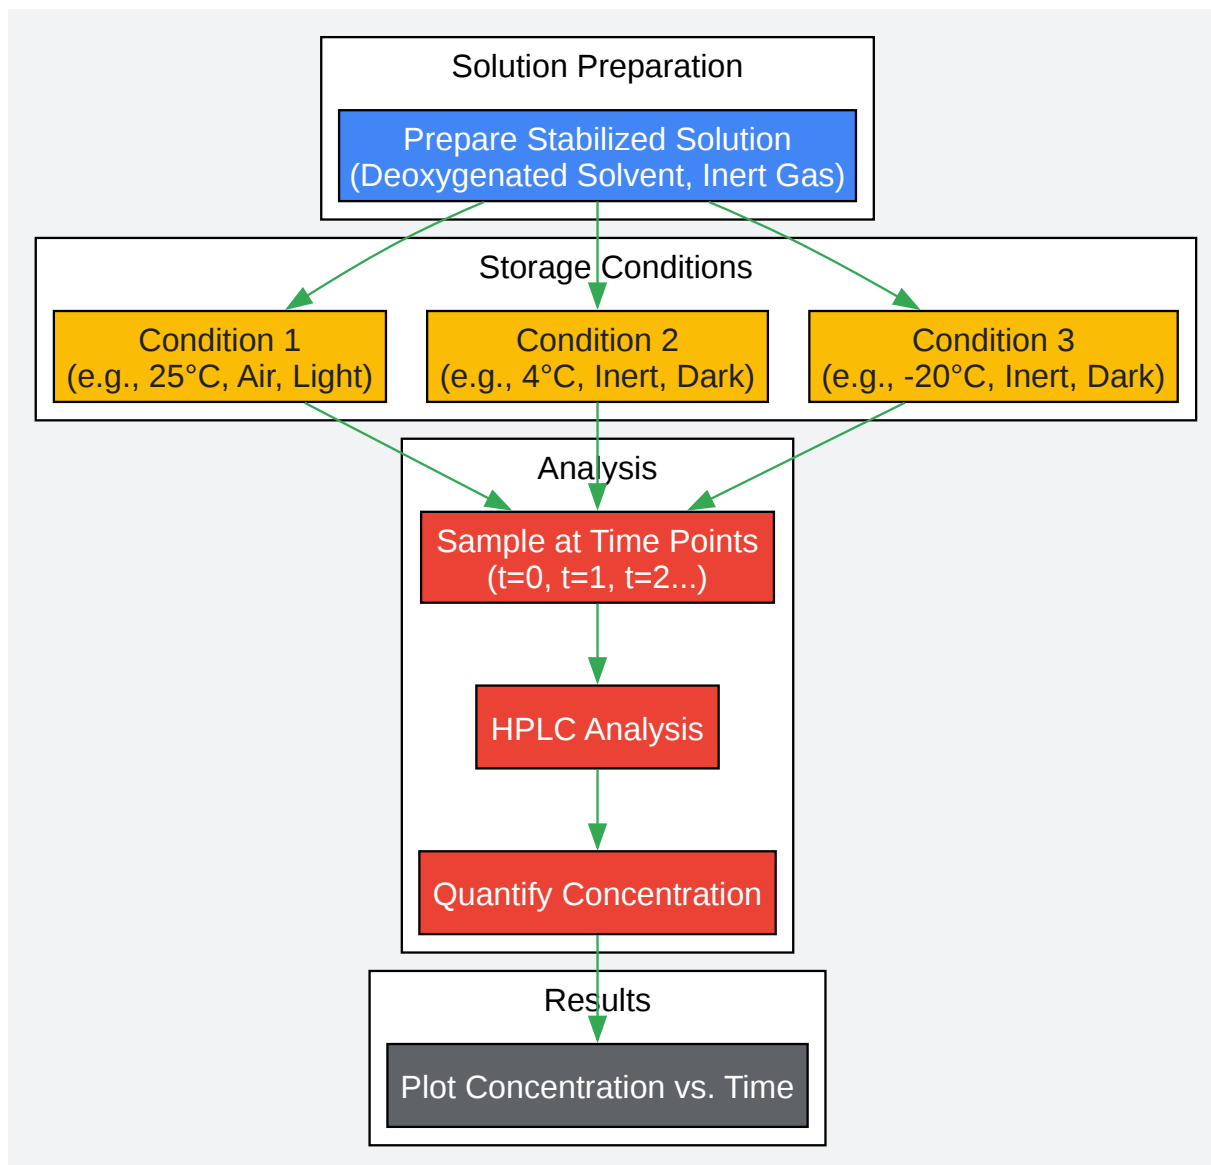 Solution Preparation
Prepare Stabilized Solution
(Deoxygenated Solvent, Inert Gas)
Storage Conditions
Condition 1
(e.g., 25°C, Air, Light)
Condition 2
(e.g., 4°C, Inert, Dark)
Condition 3
(e.g., -20°C, Inert, Dark)
Analysis
Sample at Time Points
(t=0, t=1, t=2...)
HPLC Analysis
Quantify Concentration
Results
Plot Concentration vs. Time